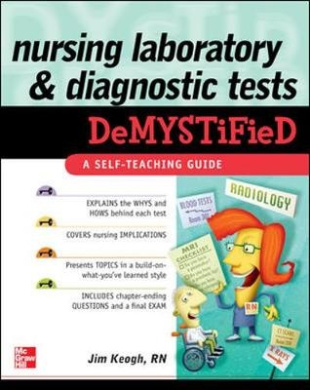 nursing laboratory
& diagnostic tests
DeMYSTiFieD
A SELF-TEACHING GUIDE
EXPLAINS the WHYS and
HOWS behind each test
COVERS nursing IMPLICATIONS
Presents TOPICS in a build-on-
what-you've learned style
INCLUDES chapter-ending
QUESTIONS and a final EXAM
RADIOLOGY
BLOOD TESTS
MRI
CHECKLIST
RN
X RAYS
Mc
Graw
Hill
Jim Keogh, RN